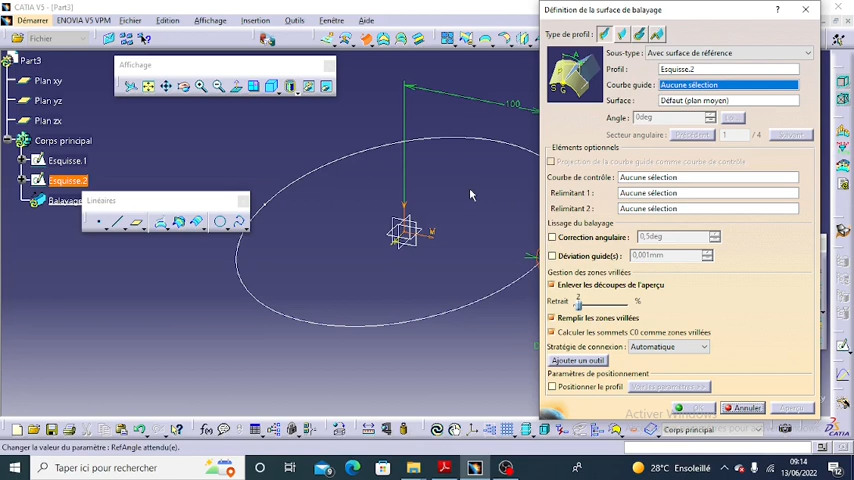 CATIA V5 - [Part3]
Démarrer ENOVIA V5 VPM Fichier Edition Affichage Insertion Outils Fenêtre Aide
Fichier
Part3
Plan xy
Plan yz
Plan zx
Corps principal
Esquisse.1
Esquisse.2
Balayage
Affichage
Linéaires
100
Définition de la surface de balayage
? ×
Type de profil :
Sous-type : Avec surface de référence
Profil : Esquisse.2
Courbe guide : Aucune sélection
Surface : Défaut (plan moyen)
Angle : 0deg
Secteur angulaire : Précédent / 4 Suivant
Eléments optionnels
Projection de la courbe guide comme courbe de contrôle
Courbe de contrôle : Aucune sélection
Relimitant 1 : Aucune sélection
Relimitant 2 : Aucune sélection
Lissage du balayage
Correction angulaire : 0,5deg
Déviation guide(s) : 0,001mm
Gestion des zones vrillées
Enlever les découpes de l'aperçu
Retrait 2 %
Remplir les zones vrillées
Calculer les sommets C0 comme zones vrillées
Stratégie de connexion : Automatique
Ajouter un outil
Paramètres de positionnement
Positionner le profil Voir les paramètres >>
Activer Windows
OK Annuler Aperçu
Corps principal
CATIA
Changer la valeur du paramètre : RefAngle attendu(e).
Taper ici pour rechercher
28°C Ensoleillé
09:14
13/06/2022